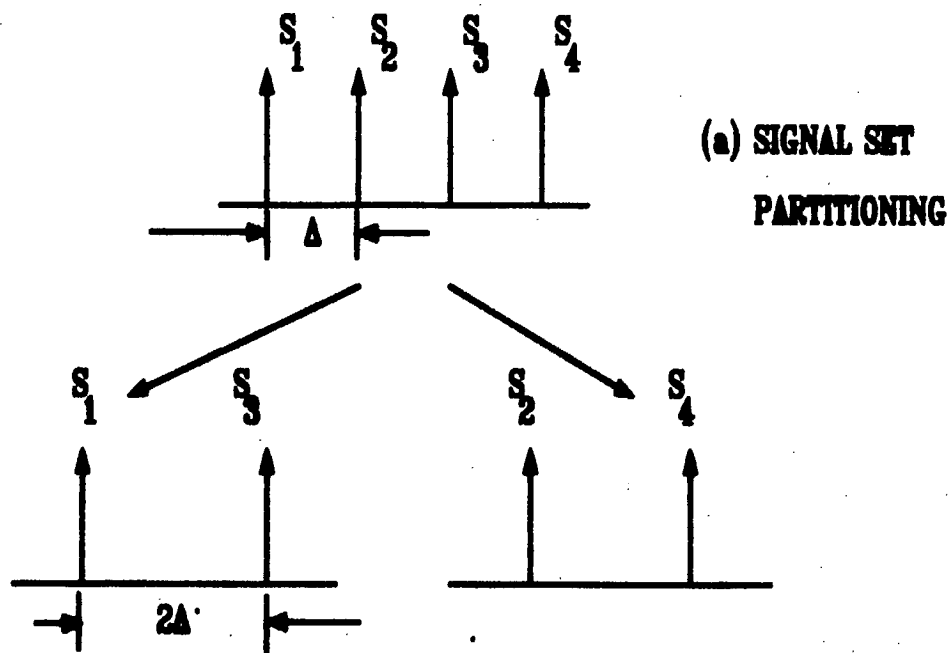 S1 S2 S3 S4
(a) SIGNAL SET
PARTITIONING
Δ
S1 S3 S2 S4
2Δ